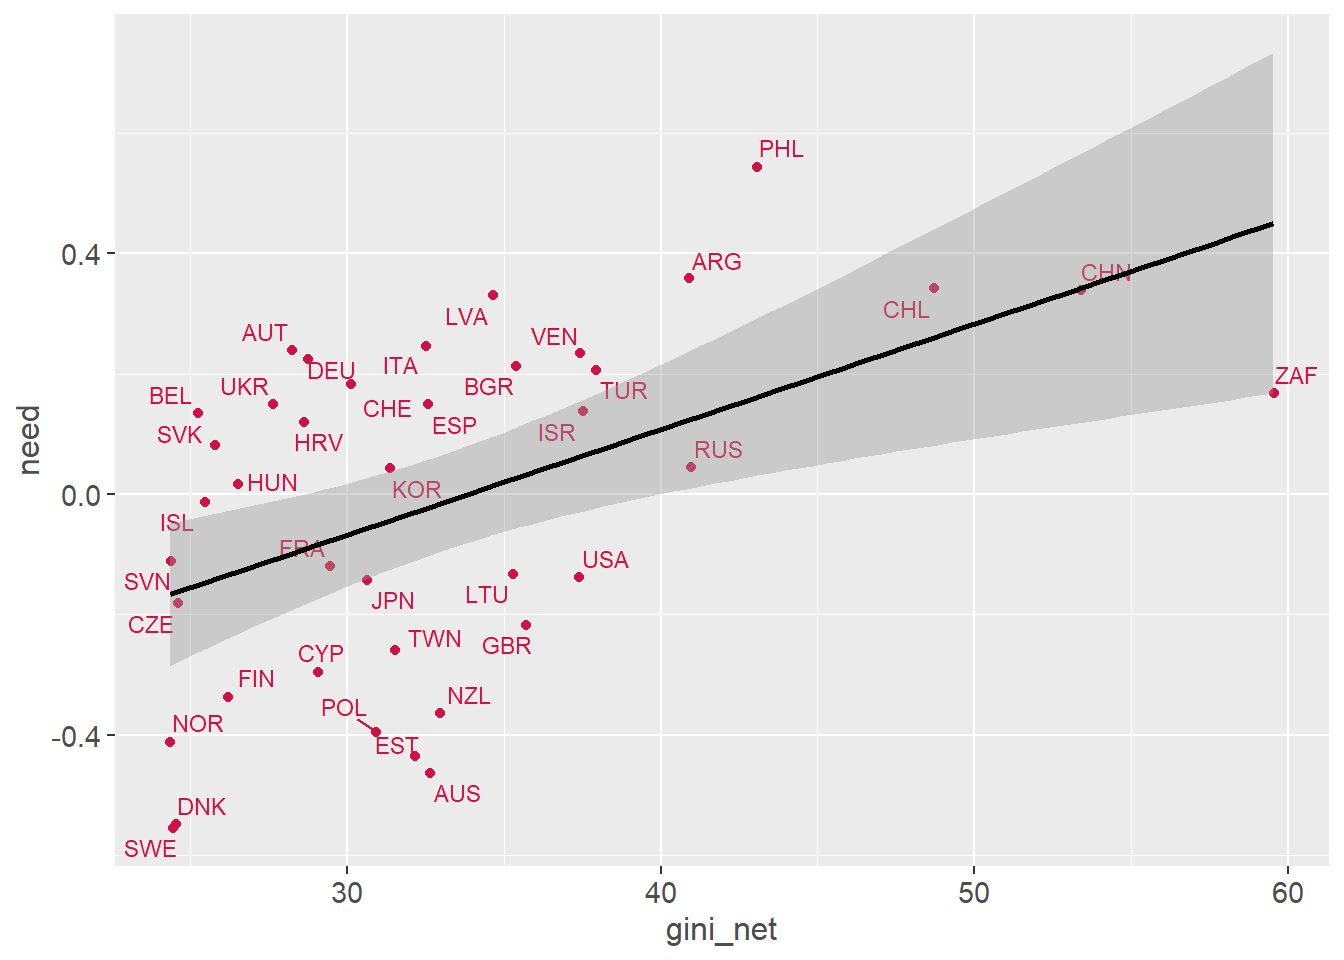 PHL
0.4
ARG
CHN
LVA
CHL
AUT
VEN
DEU
ITA
ZAF
UKR
BGR
TUR
BEL
CHE
ESP
SVK
HRV
ISR
RUS
need
HUN
KOR
0.0
ISL
FRA
USA
SVN
LTU
JPN
CZE
TWN
GBR
CYP
FIN
NZL
POL
NOR
-0.4
EST
AUS
DNK
SWE
30 40 50 60
gini_net